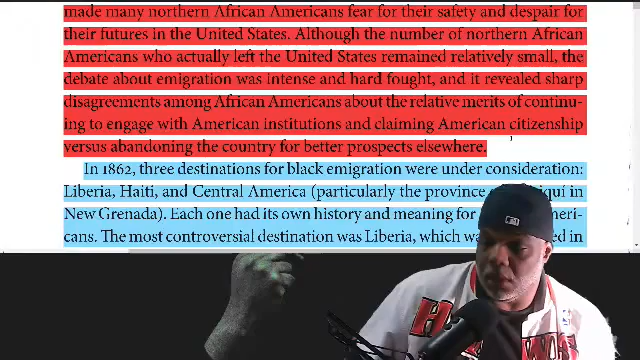 made many northern African Americans fear for their safety and despair for
their futures in the United States. Although the number of northern African
Americans who actually left the United States remained relatively small, the
debate about emigration was intense and hard fought, and it revealed sharp
disagreements among African Americans about the relative merits of continu-
ing to engage with American institutions and claiming American citizenship
versus abandoning the country for better prospects elsewhere.
In 1862, three destinations for black emigration were under consideration:
Liberia, Haiti, and Central America (particularly the province in
New Grenada). Each one had its own history and meaning for
cans. The most controversial destination was Liberia, which in